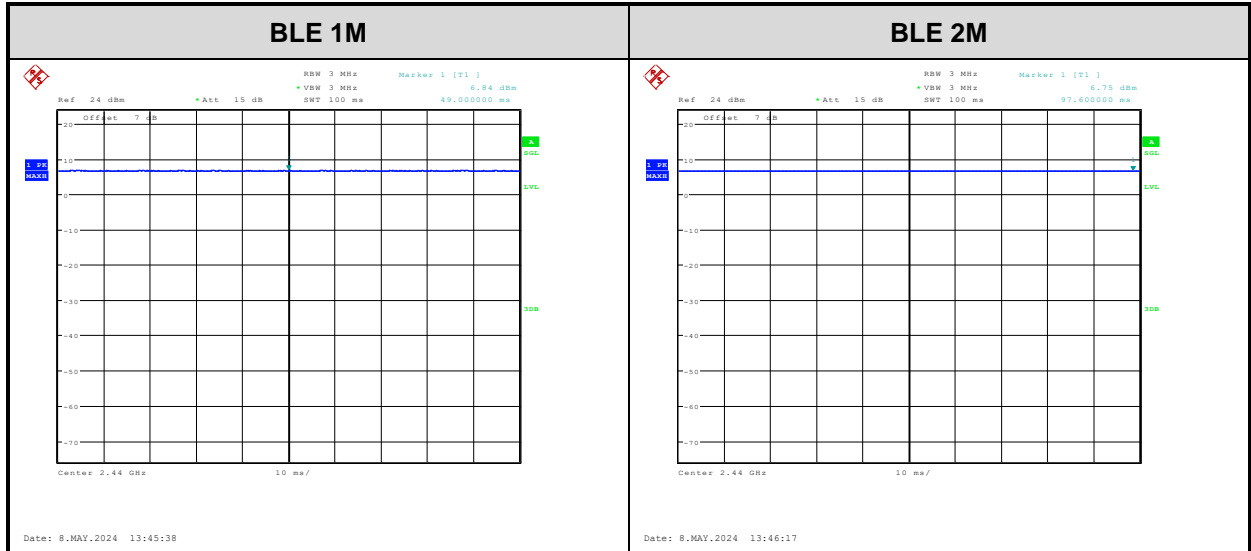 BLE 1M
BLE 2M
RBW 3 MHz Marker 1 [T1 ]
*VBW 3 MHz 6.84 dBm
Ref 24 dBm *Att 15 dB SWT 100 ms 49.000000 ms
Offset 7 dB
20
A
SGL
10
1 PK
MAXH
LVL
0
-10
-20
-30
3DB
-40
-50
-60
-70
Center 2.44 GHz 10 ms/
Date: 8.MAY.2024 13:45:38
RBW 3 MHz Marker 1 [T1 ]
*VBW 3 MHz 6.75 dBm
Ref 24 dBm *Att 15 dB SWT 100 ms 97.600000 ms
Offset 7 dB
20
A
SGL
10
1
1 PK
MAXH
LVL
0
-10
-20
-30
3DB
-40
-50
-60
-70
Center 2.44 GHz 10 ms/
Date: 8.MAY.2024 13:46:17